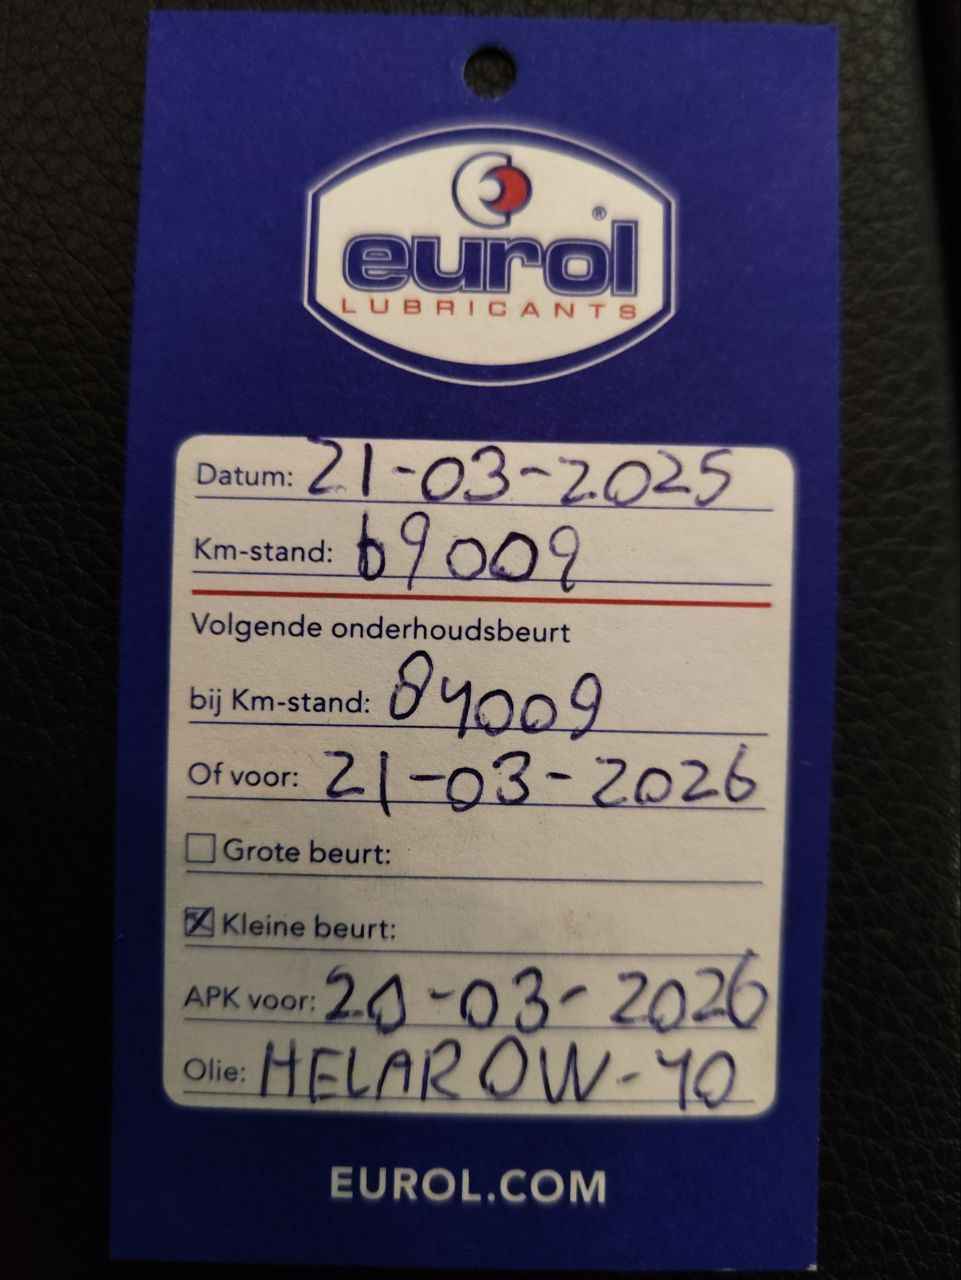 eurol®
LUBRICANTS
Datum: 21-03-2025
Km-stand: 69009
Volgende onderhoudsbeurt
bij Km-stand: 84009
Of voor: 21-03-2026
Grote beurt:
Kleine beurt:
APK voor: 20-03-2026
Olie: HELAR 0W-40
EUROL.COM